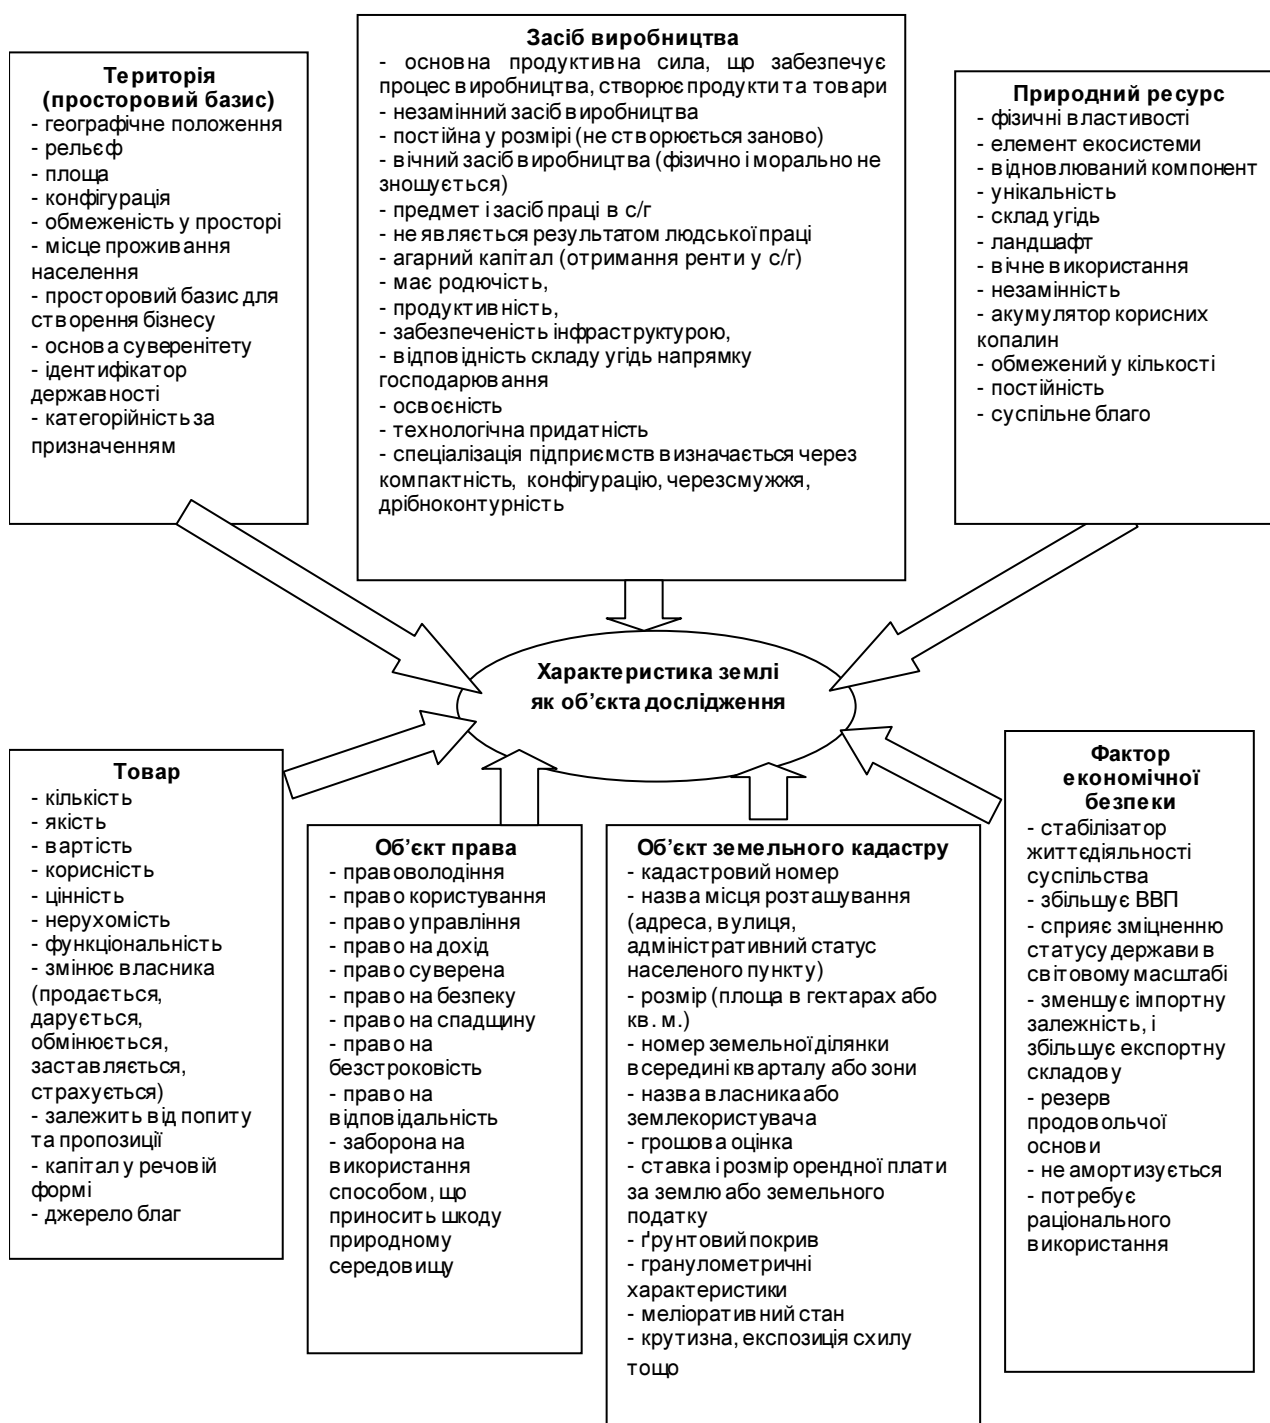 Територія
(просторовий базис)
- географічне положення
- рельєф
- площа
- конфігурація
- обмеженість у просторі
- місце проживання
населення
- просторовий базис для
створення бізнесу
- основа суверенітету
- ідентифікатор
державності
- категорійність за
призначенням
Засіб виробництва
- основна продуктивна сила, що забезпечує
процес виробництва, створює продукти та товари
- незамінний засіб виробництва
- постійна у розмірі (не створюється заново)
- вічний засіб виробництва (фізично і морально не
зношується)
- предмет і засіб праці в с/г
- не являється результатом людської праці
- агарний капітал (отримання ренти у с/г)
- має родючість,
- продуктивність,
- забезпеченість інфраструктурою,
- відповідність складу угідь напрямку
господарювання
- освоєність
- технологічна придатність
- спеціалізація підприємств визначається через
компактність, конфігурацію, черезсмужжя,
дрібноконтурність
Природний ресурс
- фізичні властивості
- елемент екосистеми
- відновлюваний компонент
- унікальність
- склад угідь
- ландшафт
- вічне використання
- незамінність
- акумулятор корисних
копалин
- обмежений у кількості
- постійність
- суспільне благо
Характеристика землі
як об’єкта дослідження
Товар
- кількість
- якість
- вартість
- корисність
- цінність
- нерухомість
- функціональність
- змінює власника
(продається,
дарується,
обмінюється,
заставляється,
страхується)
- залежить від попиту
та пропозиції
- капітал у речовій
формі
- джерело благ
Об’єкт права
- правоволодіння
- право користування
- право управління
- право на дохід
- право суверена
- право на безпеку
- право на спадщину
- право на
безстроковість
- право на
відповідальність
- заборона на
використання
способом, що
приносить шкоду
природному
середовищу
Об’єкт земельного кадастру
- кадастровий номер
- назва місця розташування
(адреса, вулиця,
адміністративний статус
населеного пункту)
- розмір (площа в гектарах або
кв. м.)
- номер земельної ділянки
всередині кварталу або зони
- назва власника або
землекористувача
- грошова оцінка
- ставка і розмір орендної плати
за землю або земельного
податку
- ґрунтовий покрив
- гранулометричні
характеристики
- меліоративний стан
- крутизна, експозиція схилу
тощо
Фактор
економічної
безпеки
- стабілізатор
життєдіяльності
суспільства
- збільшує ВВП
- сприяє зміцненню
статусу держави в
світовому масштабі
- зменшує імпортну
залежність, і
збільшує експортну
складову
- резерв
продовольчої
основи
- не амортизується
- потребує
раціонального
використання